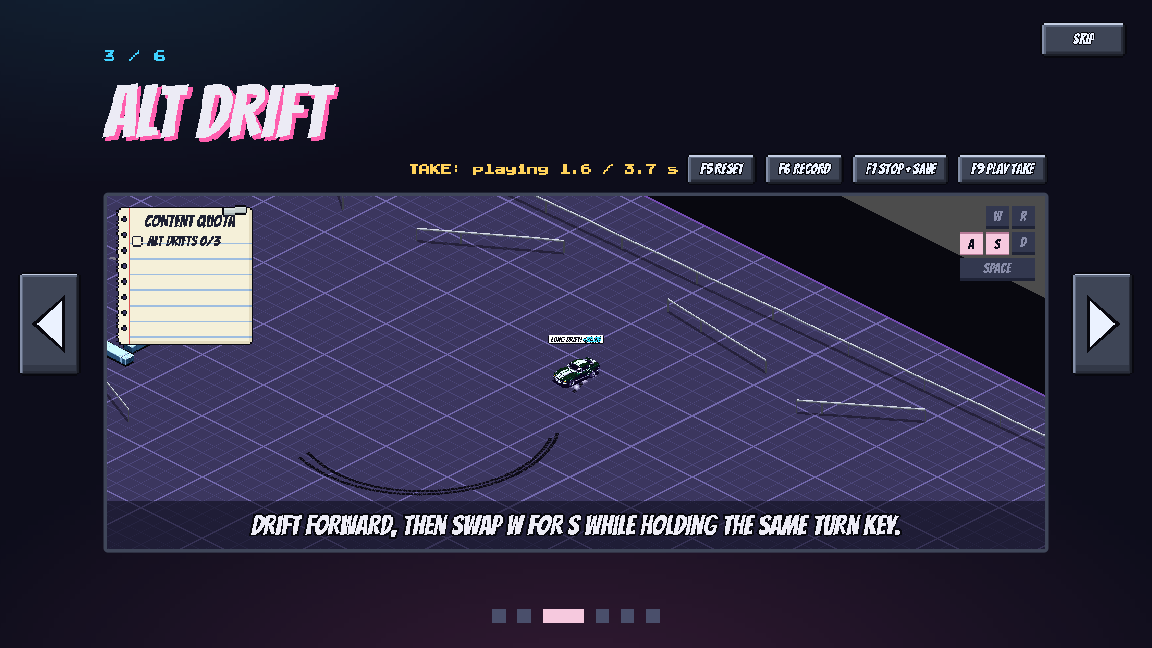 SKIP
3 / 6
ALT DRIFT
TAKE: playing 1.6 / 3.7 s
F5 RESET
F6 RECORD
F7 STOP + SAVE
F9 PLAY TAKE
CONTENT QUOTA
ALT DRIFTS 0/3
W R
A S D
SPACE
LONG DRIFT!
DRIFT FORWARD, THEN SWAP W FOR S WHILE HOLDING THE SAME TURN KEY.